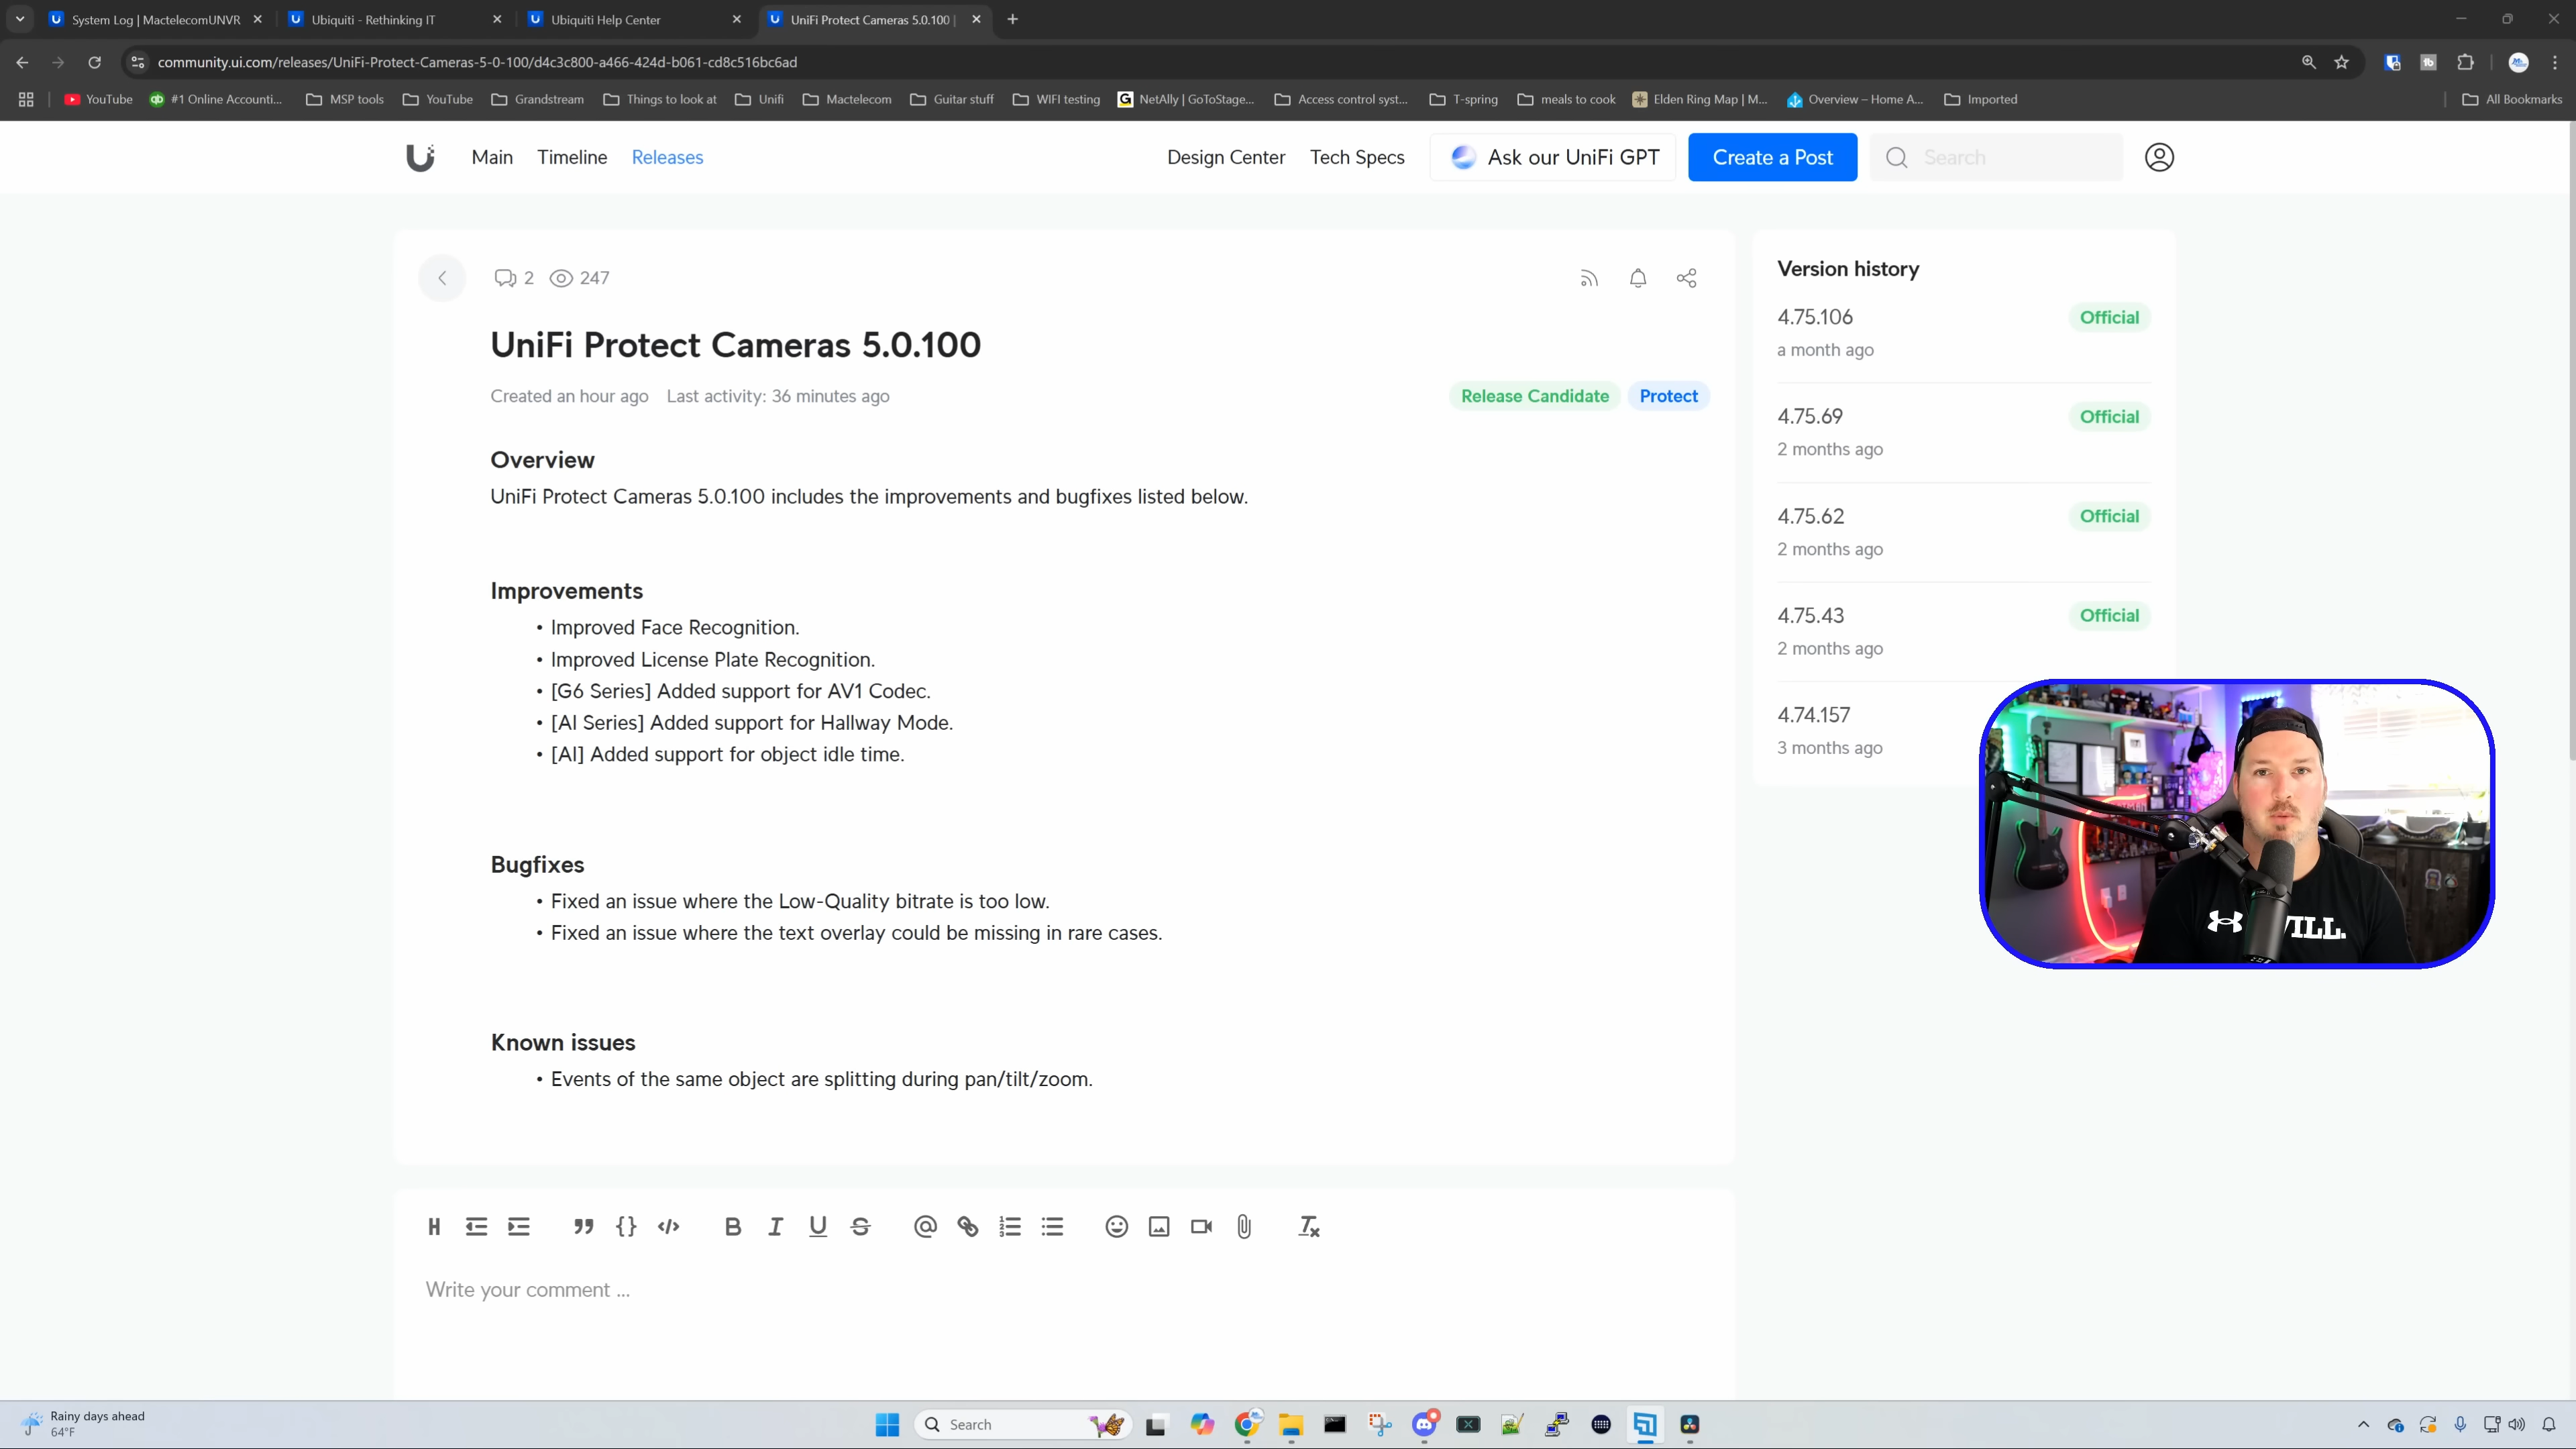 System Log | MactelecomUNVR
Ubiquiti - Rethinking IT
Ubiquiti Help Center
UniFi Protect Cameras 5.0.100 |
community.ui.com/releases/UniFi-Protect-Cameras-5-0-100/d4c3c800-a466-424d-b061-cd8c516bc6ad
YouTube
#1 Online Accounti...
MSP tools
YouTube
Grandstream
Things to look at
Unifi
Mactelecom
Guitar stuff
WIFI testing
NetAlly | GoToStage...
Access control syst...
T-spring
meals to cook
Elden Ring Map | M...
Overview – Home A...
Imported
All Bookmarks
Main
Timeline
Releases
Design Center
Tech Specs
Ask our UniFi GPT
Create a Post
Search
2
247
UniFi Protect Cameras 5.0.100
Created an hour ago
Last activity: 36 minutes ago
Release Candidate
Protect
Overview
UniFi Protect Cameras 5.0.100 includes the improvements and bugfixes listed below.
Improvements
• Improved Face Recognition.
• Improved License Plate Recognition.
• [G6 Series] Added support for AV1 Codec.
• [AI Series] Added support for Hallway Mode.
• [AI] Added support for object idle time.
Bugfixes
• Fixed an issue where the Low-Quality bitrate is too low.
• Fixed an issue where the text overlay could be missing in rare cases.
Known issues
• Events of the same object are splitting during pan/tilt/zoom.
Version history
4.75.106
Official
a month ago
4.75.69
Official
2 months ago
4.75.62
Official
2 months ago
4.75.43
Official
2 months ago
4.74.157
3 months ago
Write your comment ...
Rainy days ahead
64°F
Search